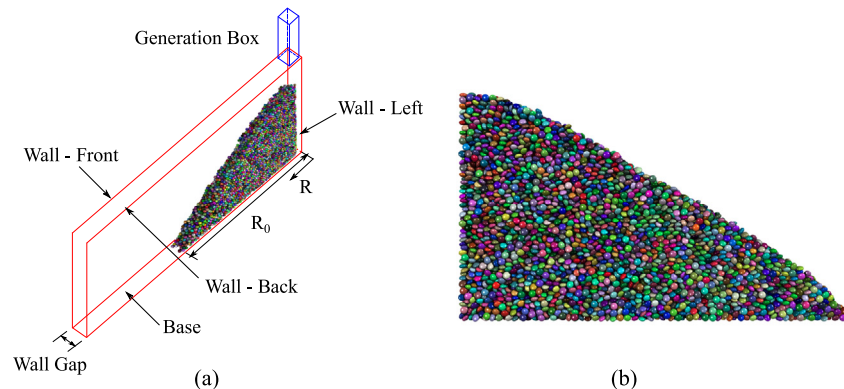 Generation Box
Wall - Left
Wall - Front
R
R0
Wall - Back
Base
Wall Gap
(a)
(b)